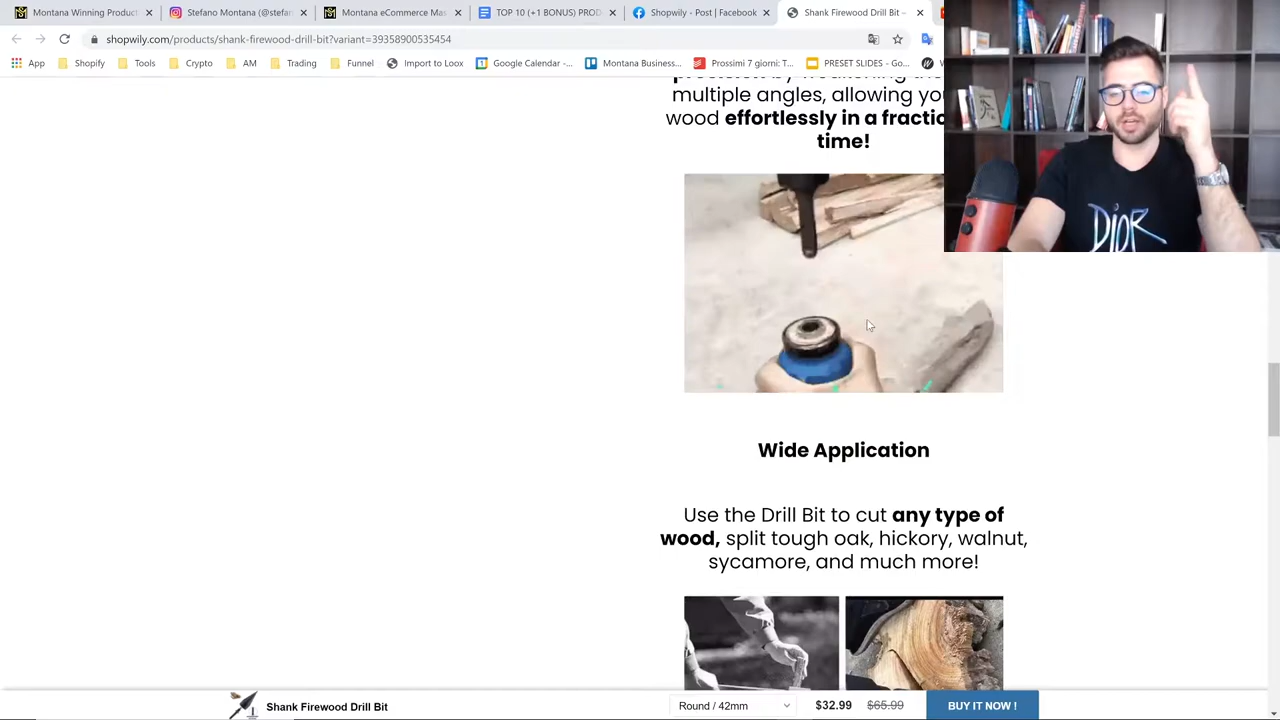 Montana Winning Product
Stefano Montana (@stefan
Montana eCommerce Mas
TOP 10 (+1 BONUS) PROD
Shopwily - Post | Facebook
Shank Firewood Drill Bit –
shopwily.com/products/shank-firewood-drill-bit?variant=
App
Shopify
Tools
Crypto
AM
Training
Funnel
Import to Loox
Google Calendar -...
Montana Business...
Prossimi 7 giorni: T...
PRESET SLIDES - Go...
multiple angles, allowing you
wood effortlessly in a fractio
time!
DIOR
Wide Application
Use the Drill Bit to cut any type of
wood, split tough oak, hickory, walnut,
sycamore, and much more!
Shank Firewood Drill Bit
Round / 42mm
$32.99
$65.99
BUY IT NOW !